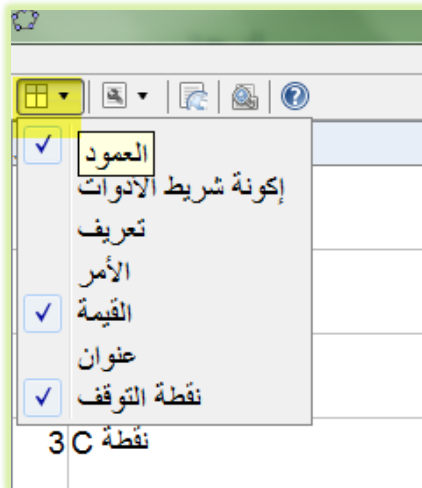 العمود
إكونة شريط الأدوات
تعريف
الأمر
القيمة
عنوان
نقطة التوقف
3 نقطة C